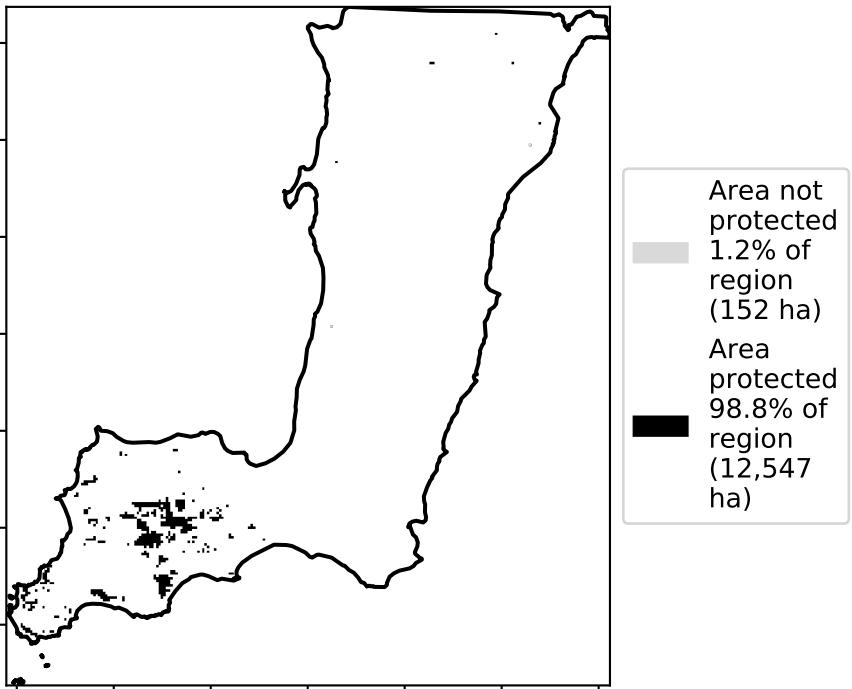 Area not
protected
1.2% of
region
(152 ha)
Area
protected
98.8% of
region
(12,547
ha)